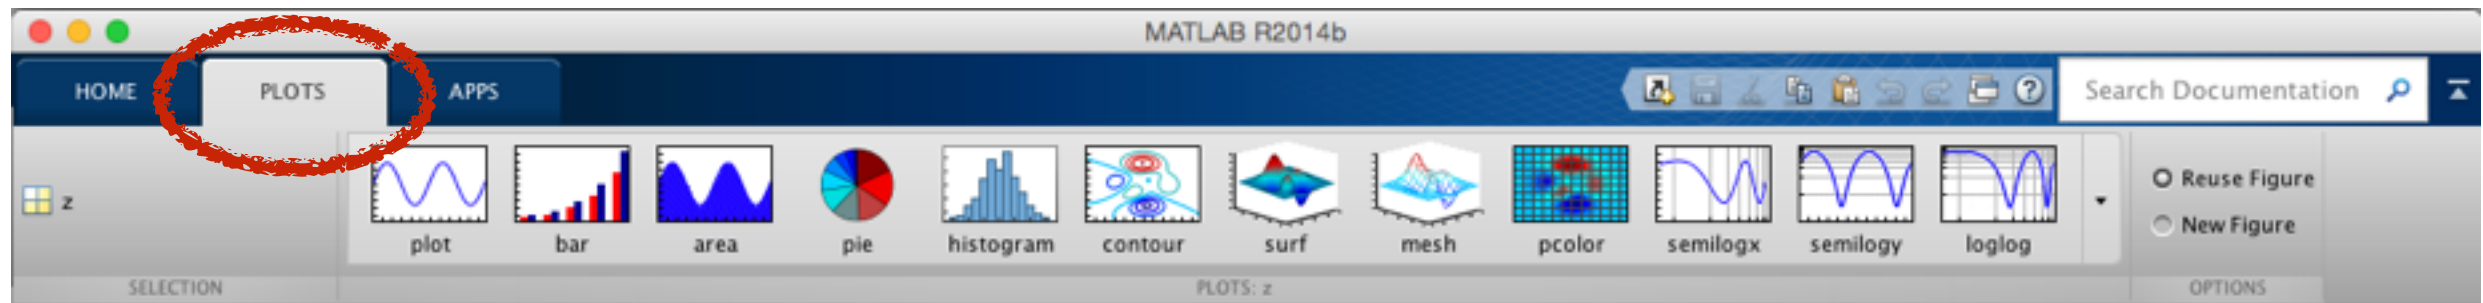 MATLAB R2014b
HOME PLOTS APPS Search Documentation
z
plot bar area pie histogram contour surf mesh pcolor semilogx semilogy loglog
Reuse Figure
New Figure
SELECTION PLOTS: z OPTIONS